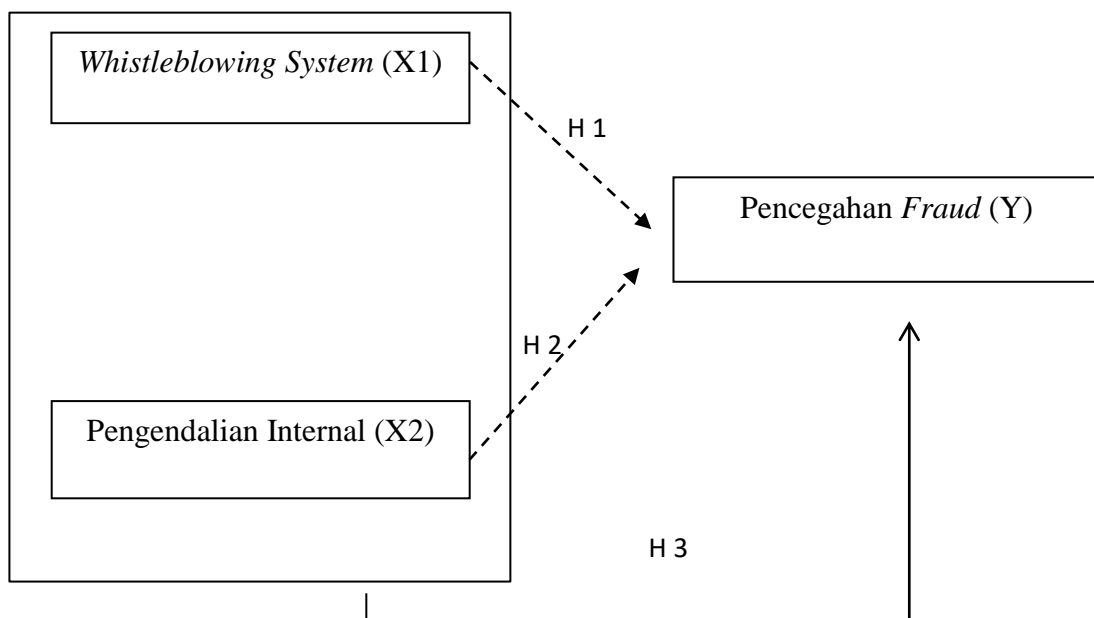 Whistleblowing System (X1)
H 1
Pencegahan Fraud (Y)
H 2
Pengendalian Internal (X2)
H 3